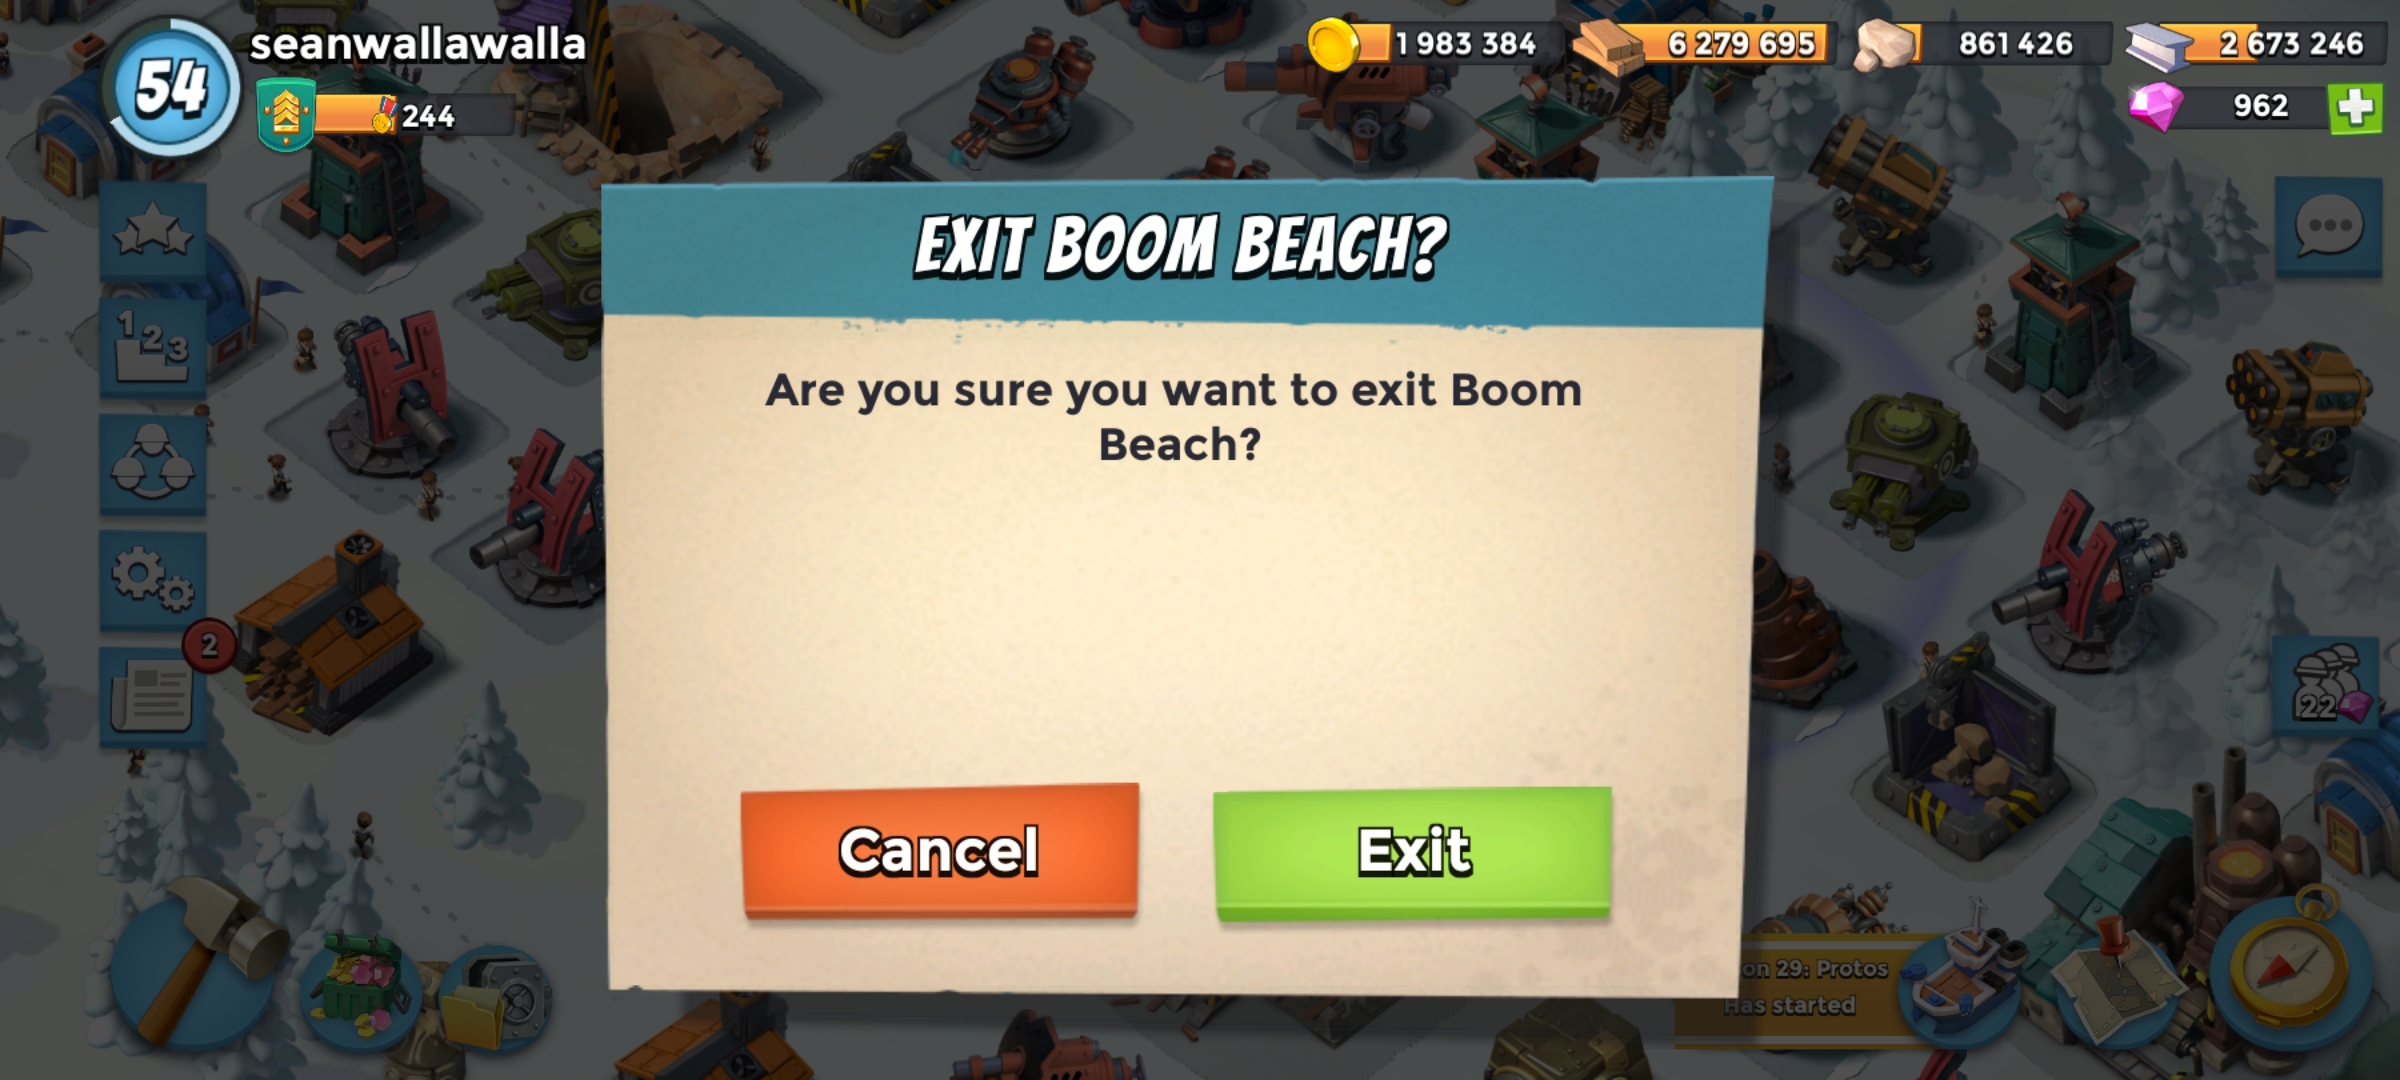 54
seanwallawalla
244
1 983 384
6 279 695
861 426
2 673 246
962
EXIT BOOM BEACH?
Are you sure you want to exit Boom
Beach?
Cancel
Exit
123
2
22
on 29: Protos
Has started